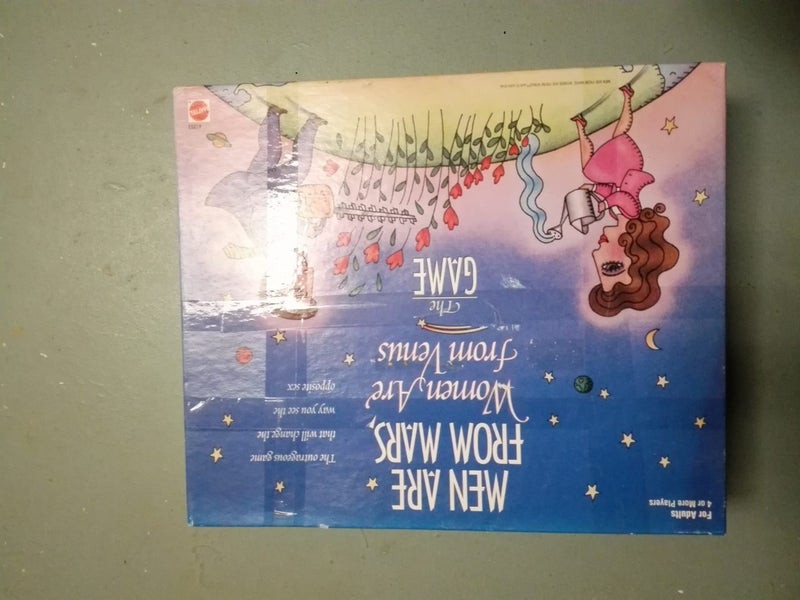 For Adults
4 or More Players
MEN ARE
FROM MARS,
Women Are
from Venus
The
GAME
The outrageous game
that will change the
way you see the
opposite sex
MATTEL